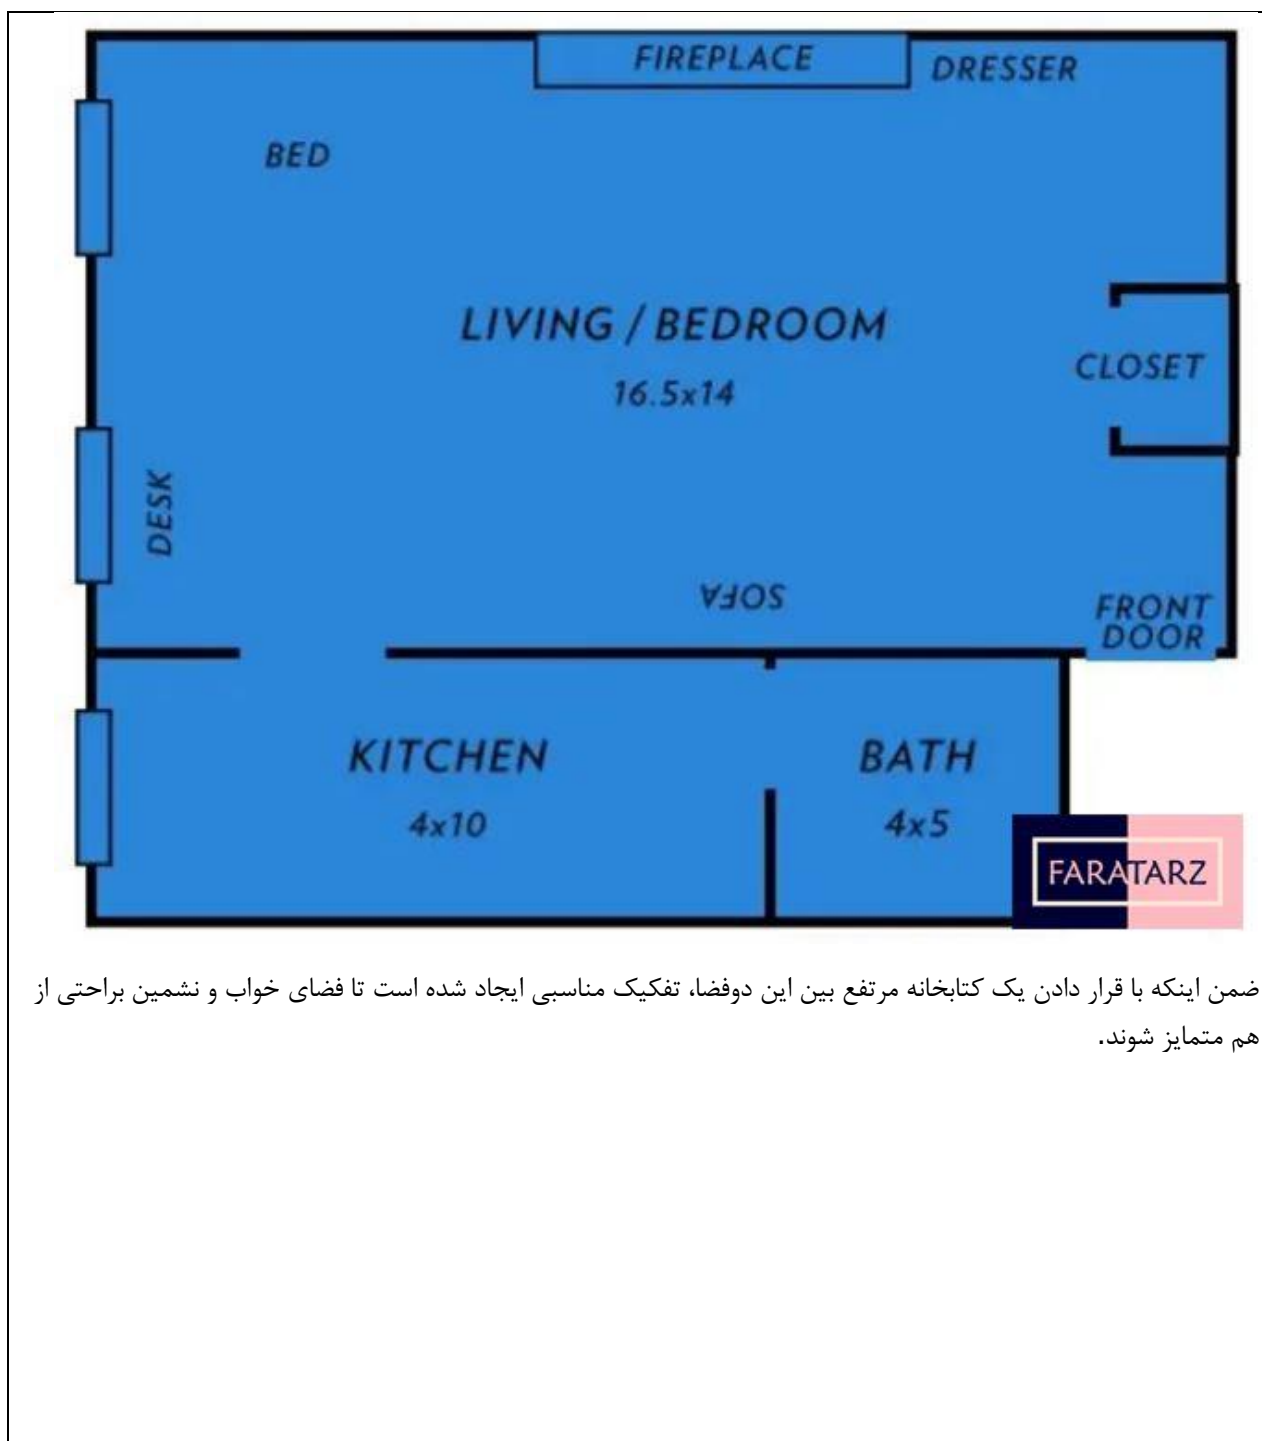 FIREPLACE
DRESSER
BED
LIVING / BEDROOM
16.5x14
CLOSET
DESK
SOFA
FRONT
DOOR
KITCHEN
4x10
BATH
4x5
FARATARZ
ضمن اینکه با قرار دادن یک کتابخانه مرتفع بین این دوفضا، تفکیک مناسبی ایجاد شده است تا فضای خواب و نشمین براحتی از
هم متمایز شوند.